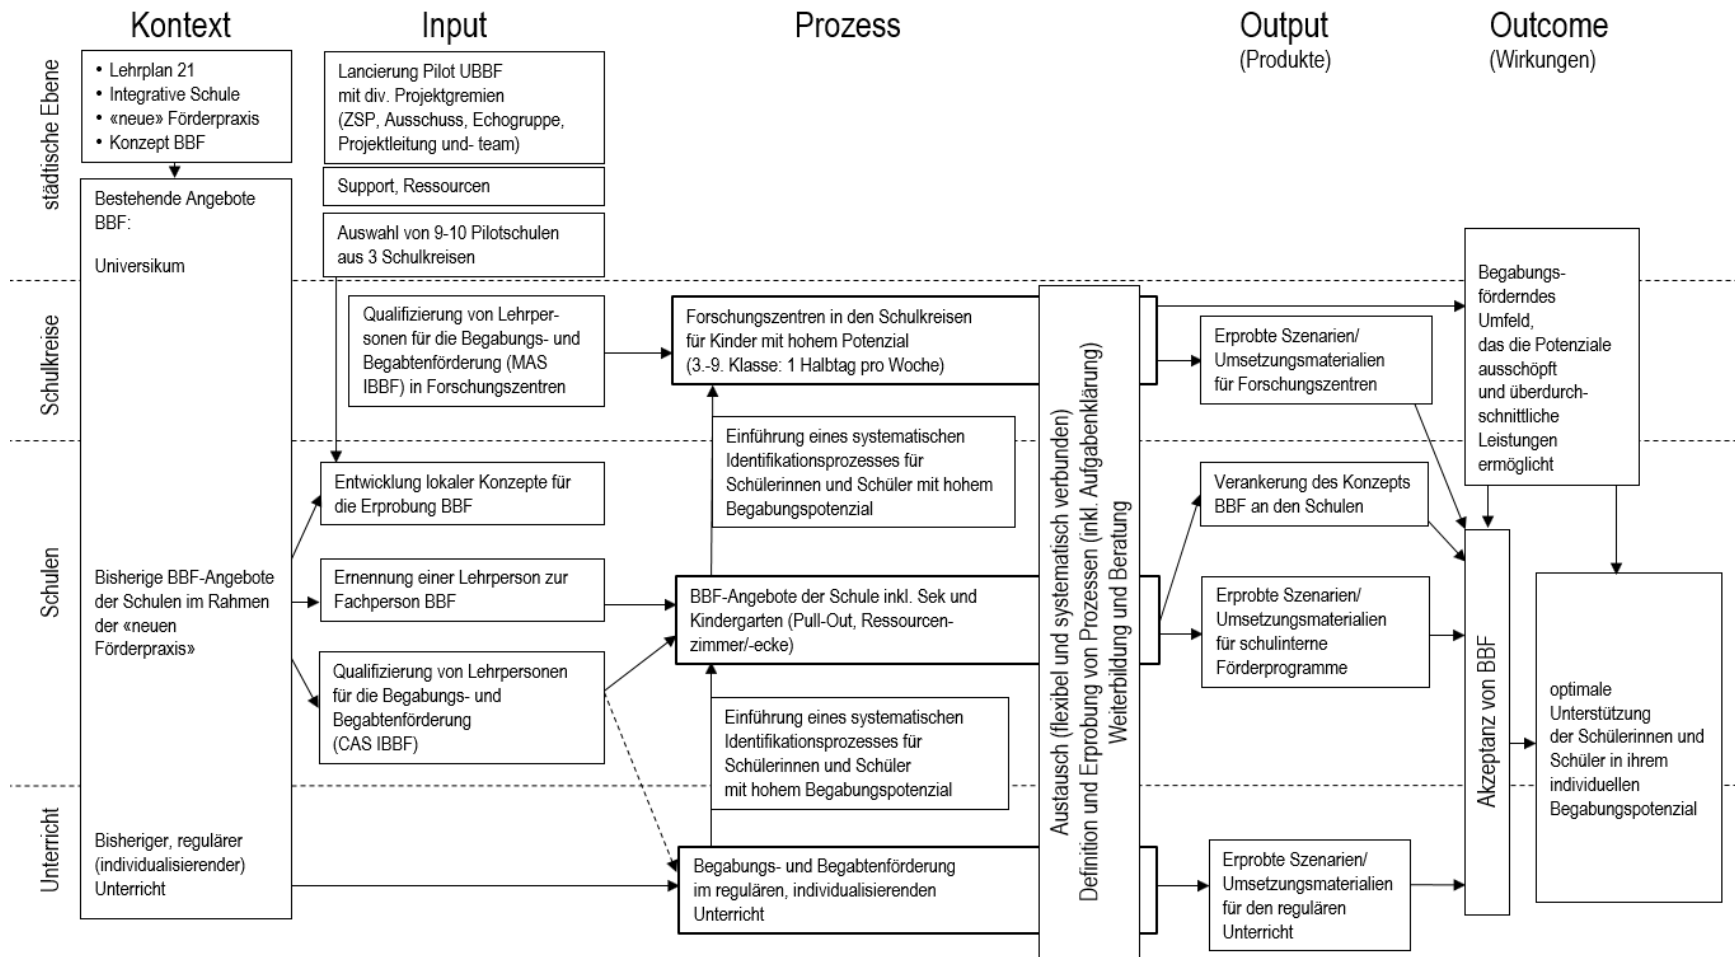 Kontext
Input
Prozess
Output
(Produkte)
Outcome
(Wirkungen)
städtische Ebene
• Lehrplan 21
• Integrative Schule
• «neue» Förderpraxis
• Konzept BBF
Bestehende Angebote
BBF:
Universikum
Bisherige BBF-Angebote
der Schulen im Rahmen
der «neuen
Förderpraxis»
Bisheriger, regulärer
(individualisierender)
Unterricht
Lancierung Pilot UBBF
mit div. Projektgremien
(ZSP, Ausschuss, Echogruppe,
Projektleitung und- team)
Support, Ressourcen
Auswahl von 9-10 Pilotschulen
aus 3 Schulkreisen
Schulkreise
Qualifizierung von Lehrper-
sonen für die Begabungs- und
Begabtenförderung (MAS
IBBF) in Forschungszentren
Forschungszentren in den Schulkreisen
für Kinder mit hohem Potenzial
(3.-9. Klasse: 1 Halbtag pro Woche)
Einführung eines systematischen
Identifikationsprozesses für
Schülerinnen und Schüler mit hohem
Begabungspotenzial
Schulen
Entwicklung lokaler Konzepte für
die Erprobung BBF
Ernennung einer Lehrperson zur
Fachperson BBF
Qualifizierung von Lehrpersonen
für die Begabungs- und
Begabtenförderung
(CAS IBBF)
BBF-Angebote der Schule inkl. Sek und
Kindergarten (Pull-Out, Ressourcen-
zimmer/-ecke)
Einführung eines systematischen
Identifikationsprozesses für
Schülerinnen und Schüler
mit hohem Begabungspotenzial
Unterricht
Begabungs- und Begabtenförderung
im regulären, individualisierenden
Unterricht
Austausch (flexibel und systematisch verbunden)
Definition und Erprobung von Prozessen (inkl. Aufgabenklärung)
Weiterbildung und Beratung
Erprobte Szenarien/
Umsetzungsmaterialien
für Forschungszentren
Verankerung des Konzepts
BBF an den Schulen
Erprobte Szenarien/
Umsetzungsmaterialien
für schulinterne
Förderprogramme
Erprobte Szenarien/
Umsetzungsmaterialien
für den regulären
Unterricht
Begabungs-
förderndes
Umfeld,
das die Potenziale
ausschöpft
und überdurch-
schnittliche
Leistungen
ermöglicht
Akzeptanz von BBF
optimale
Unterstützung
der Schülerinnen und
Schüler in ihrem
individuellen
Begabungspotenzial